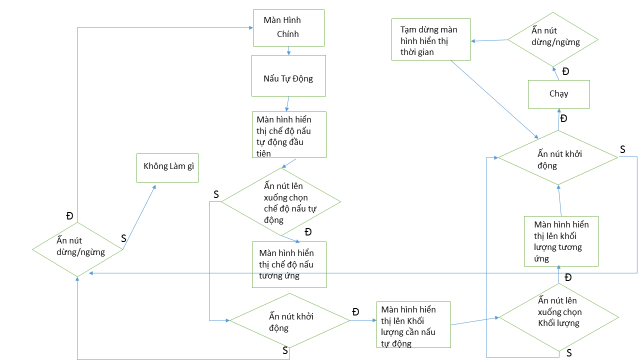 Màn Hình
Chính
Nấu Tự Động
Màn hình hiển
thị chế độ nấu
tự động đầu
tiên
Ấn nút lên
xuống chọn
chế độ nấu tự
động
S
Đ
Màn hình hiển
thị chế độ nấu
tương ứng
Ấn nút khởi
động
Đ
S
Màn hình hiển
thị lên Khối
lượng cần nấu
tự động
Không Làm gì
Đ
S
Ấn nút
dừng/ngừng
Tạm dừng màn
hình hiển thị
thời gian
Ấn nút
dừng/ngừng
Đ
Chạy
Đ
Ấn nút khởi
động
S
Màn hình hiển
thị lên khối
lượng tương
ứng
Đ
Ấn nút lên
xuống chọn
Khối lượng
S